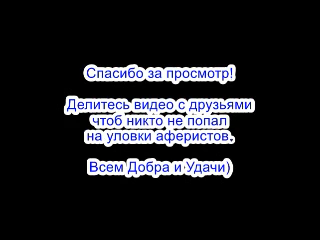 Спасибо за просмотр!
Делитесь видео с друзьями
чтоб никто не попал
на уловки аферистов.
Всем Добра и Удачи)